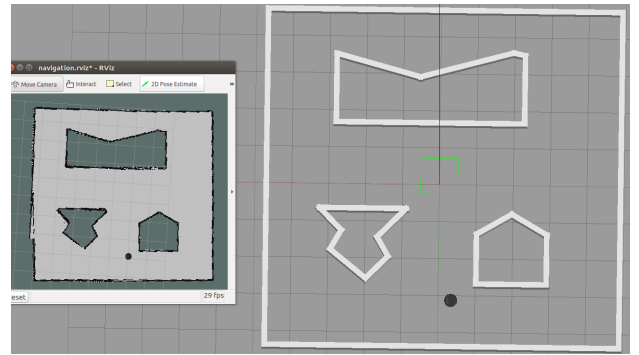 navigation.rviz* - RViz
Move Camera Interact Select 2D Pose Estimate
eset 29 fps